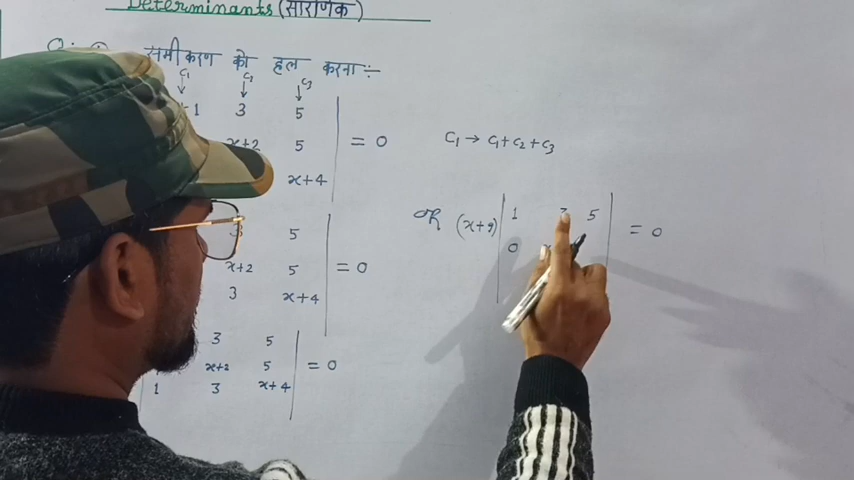 Determinants (सारणिक)
समीकरण को हल करना ÷
C₁ C₂ C₃
↓ ↓ ↓
1 3 5
x+2 5 = 0
x+4
3 5
x+2 5 = 0
3 x+4
3 5
x+2 5 = 0
1 3 x+4
C₁ → C₁+C₂+C₃
or (x+9) 1 5 = 0
0